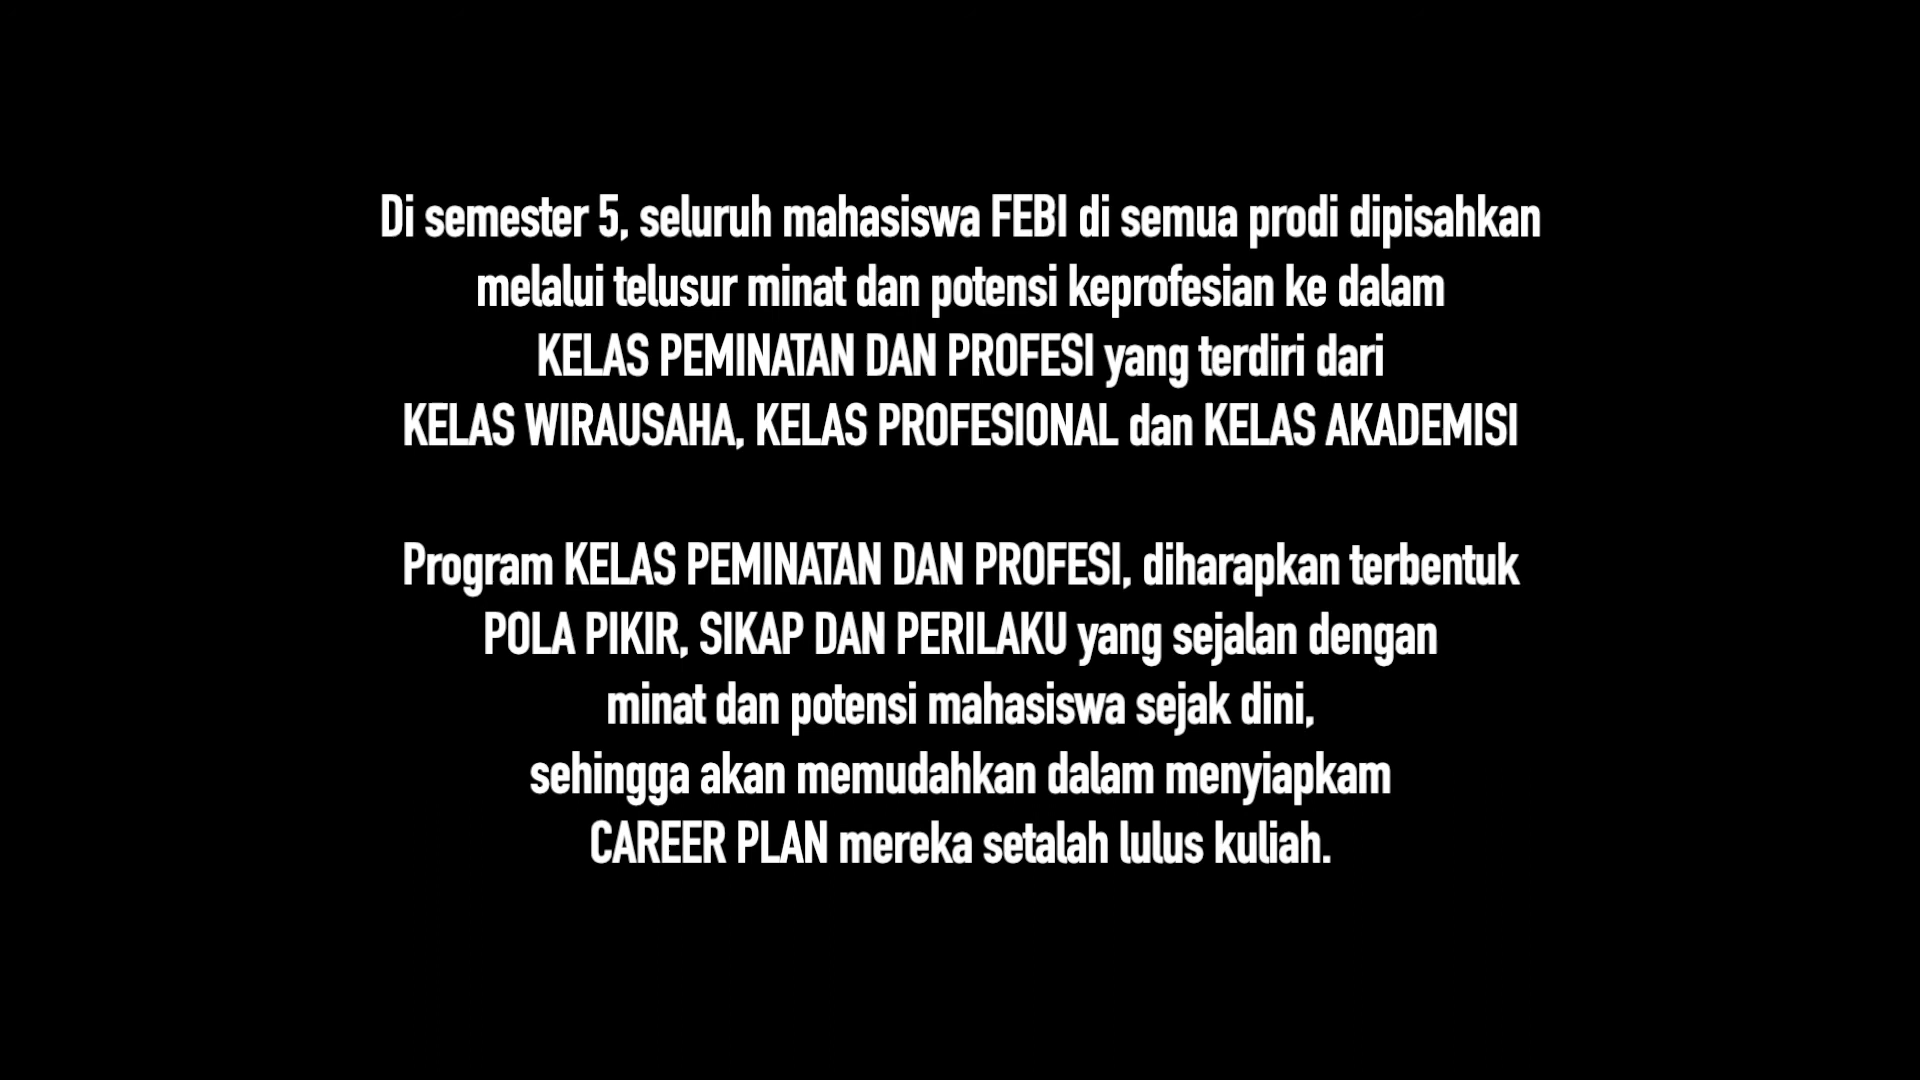 Di semester 5, seluruh mahasiswa FEBI di semua prodi dipisahkan
melalui telusur minat dan potensi keprofesian ke dalam
KELAS PEMINATAN DAN PROFESI yang terdiri dari
KELAS WIRAUSAHA, KELAS PROFESIONAL dan KELAS AKADEMISI
Program KELAS PEMINATAN DAN PROFESI, diharapkan terbentuk
POLA PIKIR, SIKAP DAN PERILAKU yang sejalan dengan
minat dan potensi mahasiswa sejak dini,
sehingga akan memudahkan dalam menyiapkam
CAREER PLAN mereka setalah lulus kuliah.